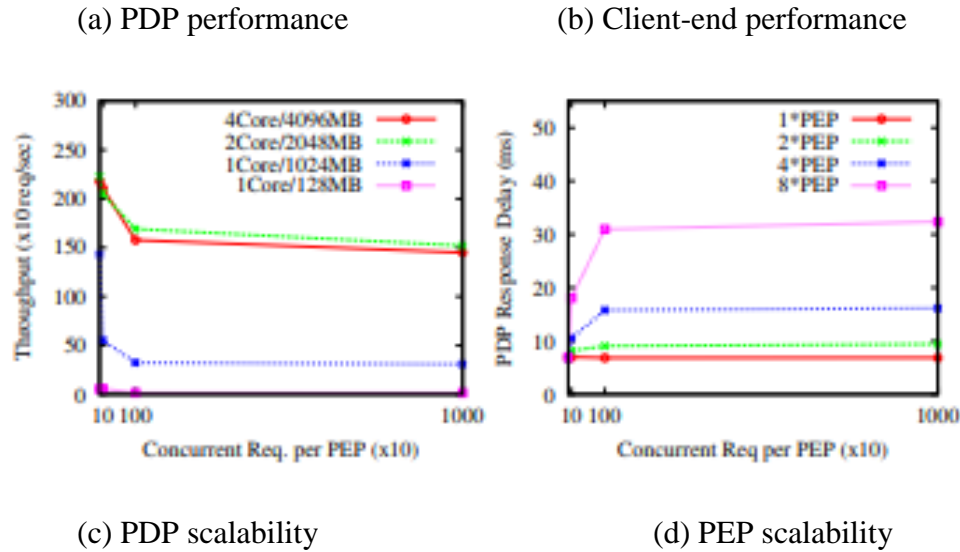 (a) PDP performance
(b) Client-end performance
300
250
200
150
100
50
0
Throughput (x10 req/sec)
4Core/4096MB
2Core/2048MB
1Core/1024MB
1Core/128MB
10 100 1000
Concurrent Req. per PEP (x10)
50
40
30
20
10
0
PDP Response Delay (ms)
1*PEP
2*PEP
4*PEP
8*PEP
10 100 1000
Concurrent Req per PEP (x10)
(c) PDP scalability
(d) PEP scalability